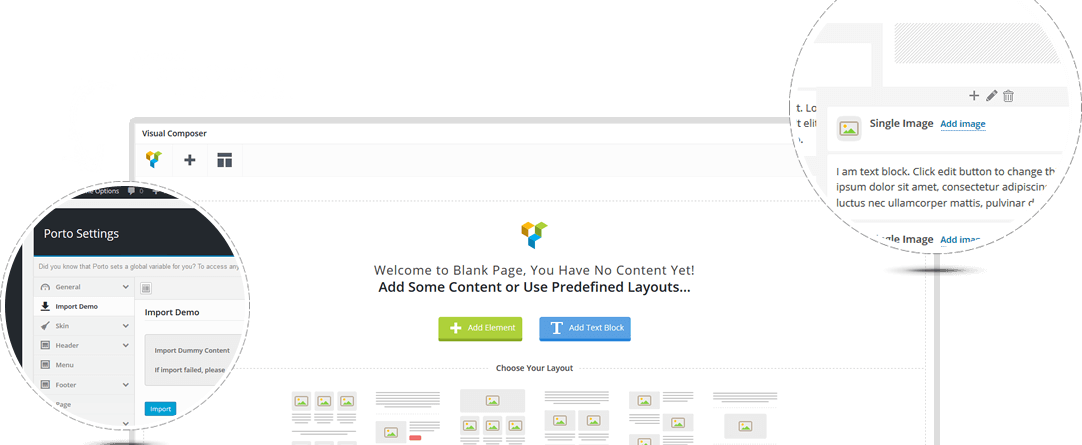 Visual Composer
Welcome to Blank Page, You Have No Content Yet!
Add Some Content or Use Predefined Layouts...
Add Element
T Add Text Block
Choose Your Layout
Options
0
Porto Settings
Did you know that Porto sets a global variable for you? To access any
General
Import Demo
Skin
Header
Menu
Footer
Page
Import Demo
Import Dummy Content
If import failed, please
Import
t. Lo
t elit
Single Image Add image
I am text block. Click edit button to change th
ipsum dolor sit amet, consectetur adipiscin
luctus nec ullamcorper mattis, pulvinar d
gle Image Add imag